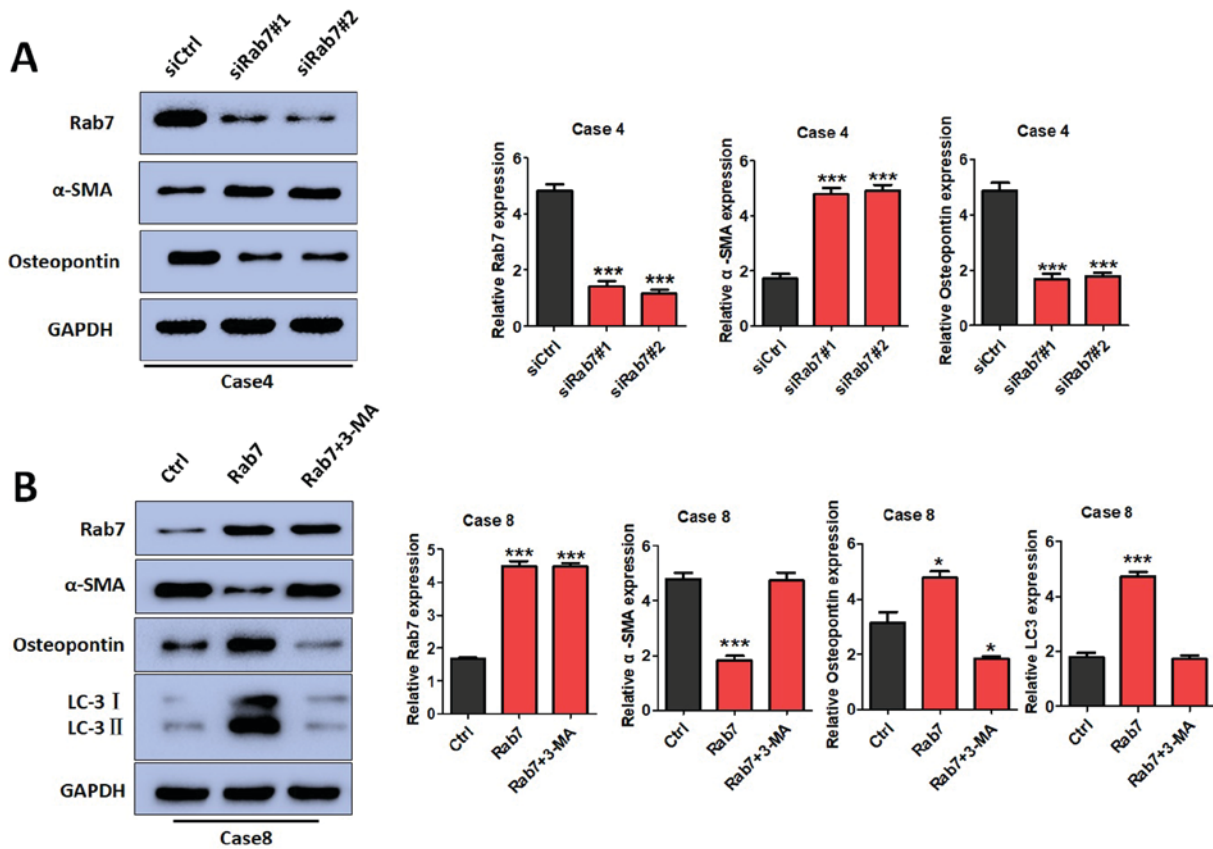 A
siCtrl
siRab7#1
siRab7#2
Rab7
α-SMA
Osteopontin
GAPDH
Case4
Case 4
Relative Rab7 expression
6
4
2
0
siCtrl
siRab7#1
siRab7#2
***
***
Case 4
Relative α -SMA expression
6
4
2
0
siCtrl
siRab7#1
siRab7#2
***
***
Case 4
Relative Osteopontin expression
6
4
2
0
siCtrl
siRab7#1
siRab7#2
***
***
B
Ctrl
Rab7
Rab7+3-MA
Rab7
α-SMA
Osteopontin
LC-3 Ⅰ
LC-3 Ⅱ
GAPDH
Case8
Case 8
Relative Rab7 expression
5
4
3
2
1
0
Ctrl
Rab7
Rab7+3-MA
***
***
Case 8
Relative α -SMA expression
6
4
2
0
Ctrl
Rab7
Rab7+3-MA
***
Case 8
Relative Osteopontin expression
6
4
2
0
Ctrl
Rab7
Rab7+3-MA
*
*
Case 8
Relative LC3 expression
6
4
2
0
Ctrl
Rab7
Rab7+3-MA
***